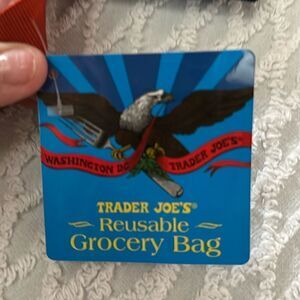 WASHINGTON DC TRADER JOE'S
TRADER JOE'S®
Reusable
Grocery Bag